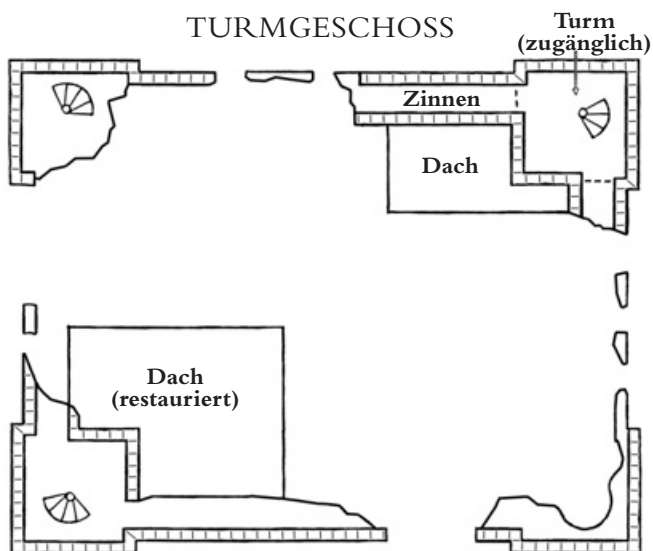 TURMGESCHOSS
Turm
(zugänglich)
Zinnen
Dach
Dach
(restauriert)